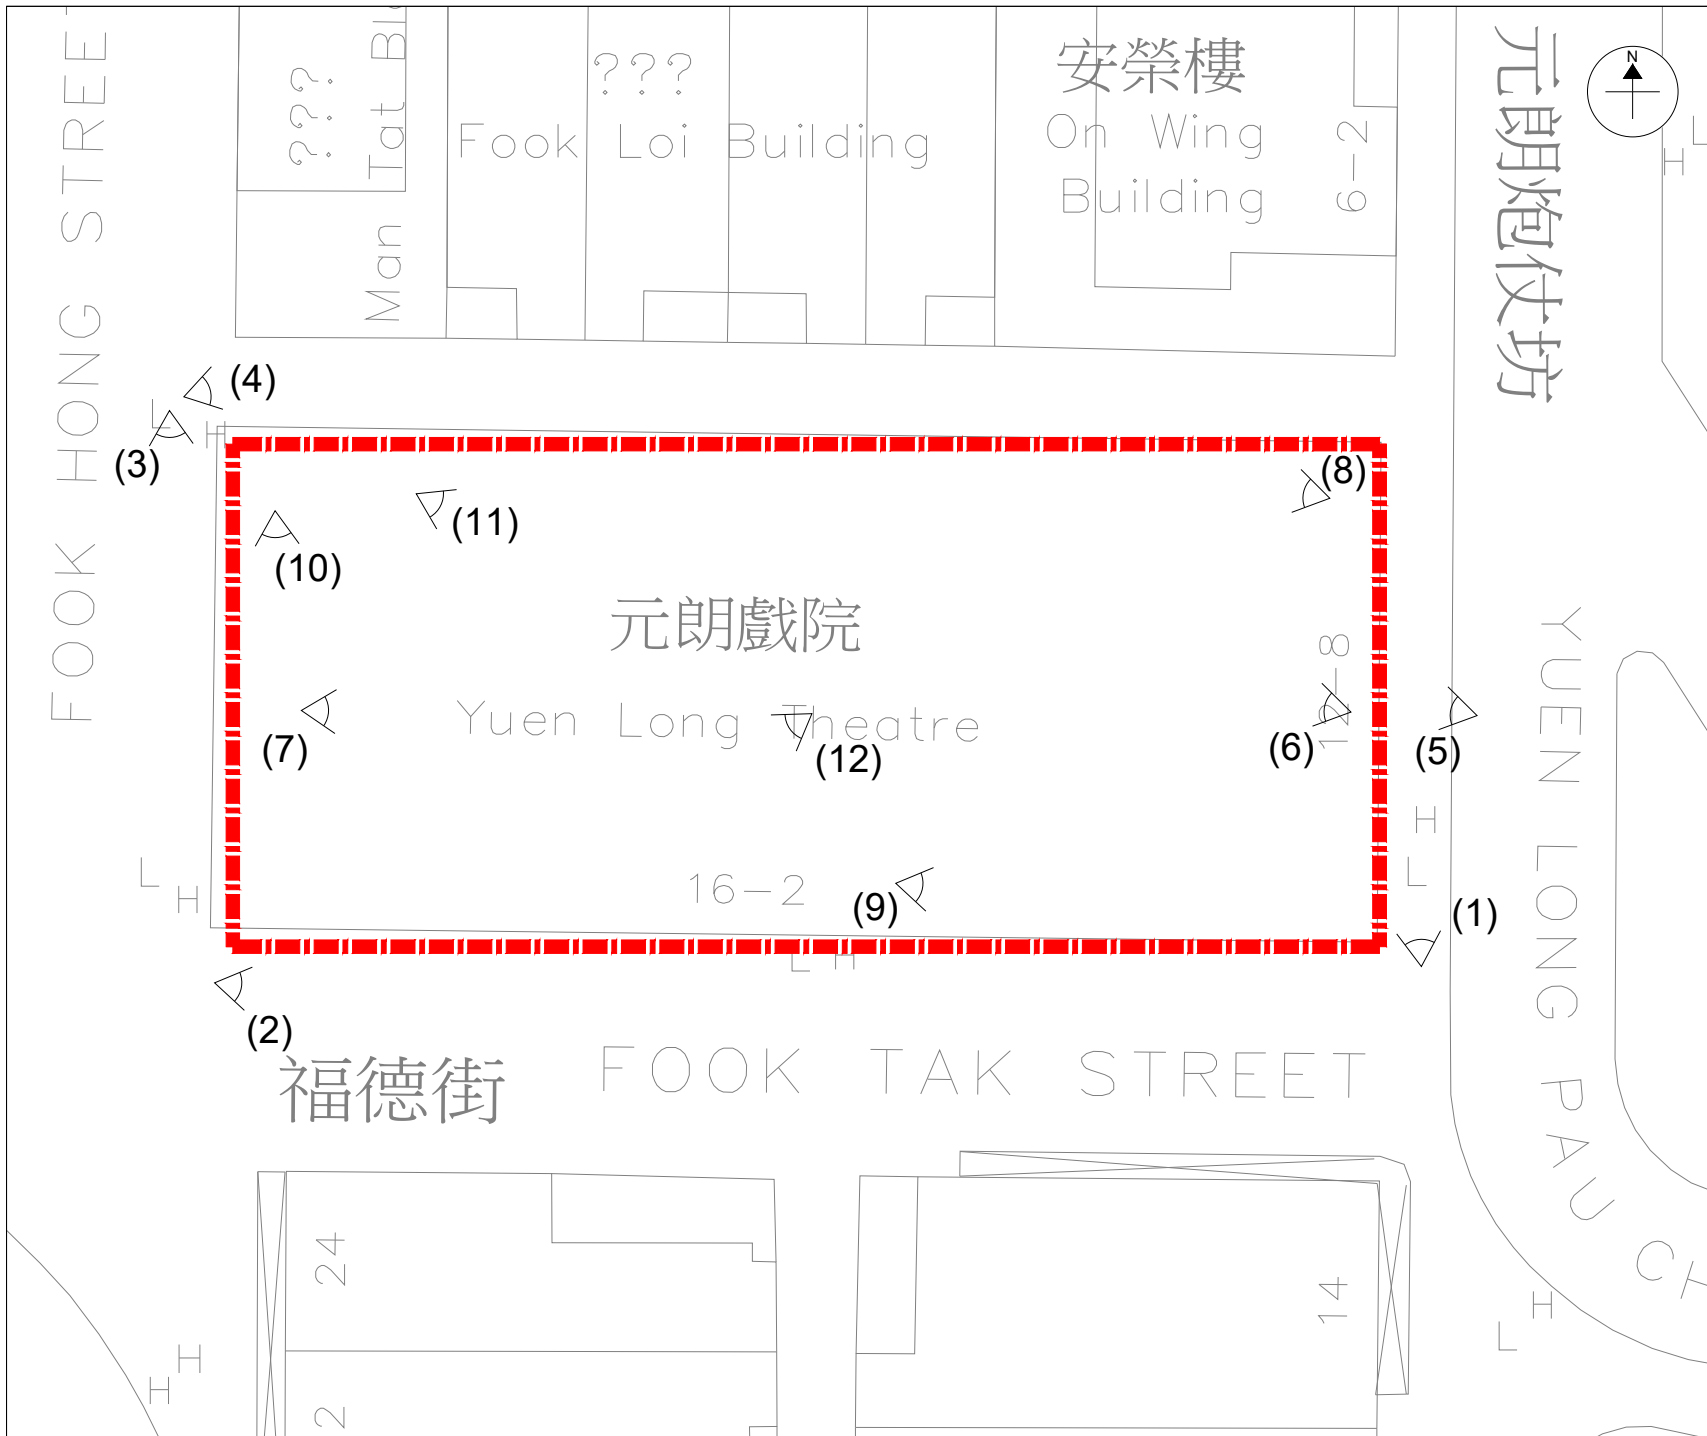 FOOK HONG STREET
???
Man Tat Bl
???
Fook Loi Building
安榮樓
On Wing
Building
6-2
元朗炮仗坊
N
L
H
(4)
L
H
(3)
(8)
(11)
(10)
元朗戲院
12-8
Yuen Long Theatre
(7)
(12)
(6)
(5)
YUEN LONG PAU CH
H
L
L
H
16-2
(9)
(1)
L H
(2)
福德街
FOOK TAK STREET
24
14
H
L
H
H
2